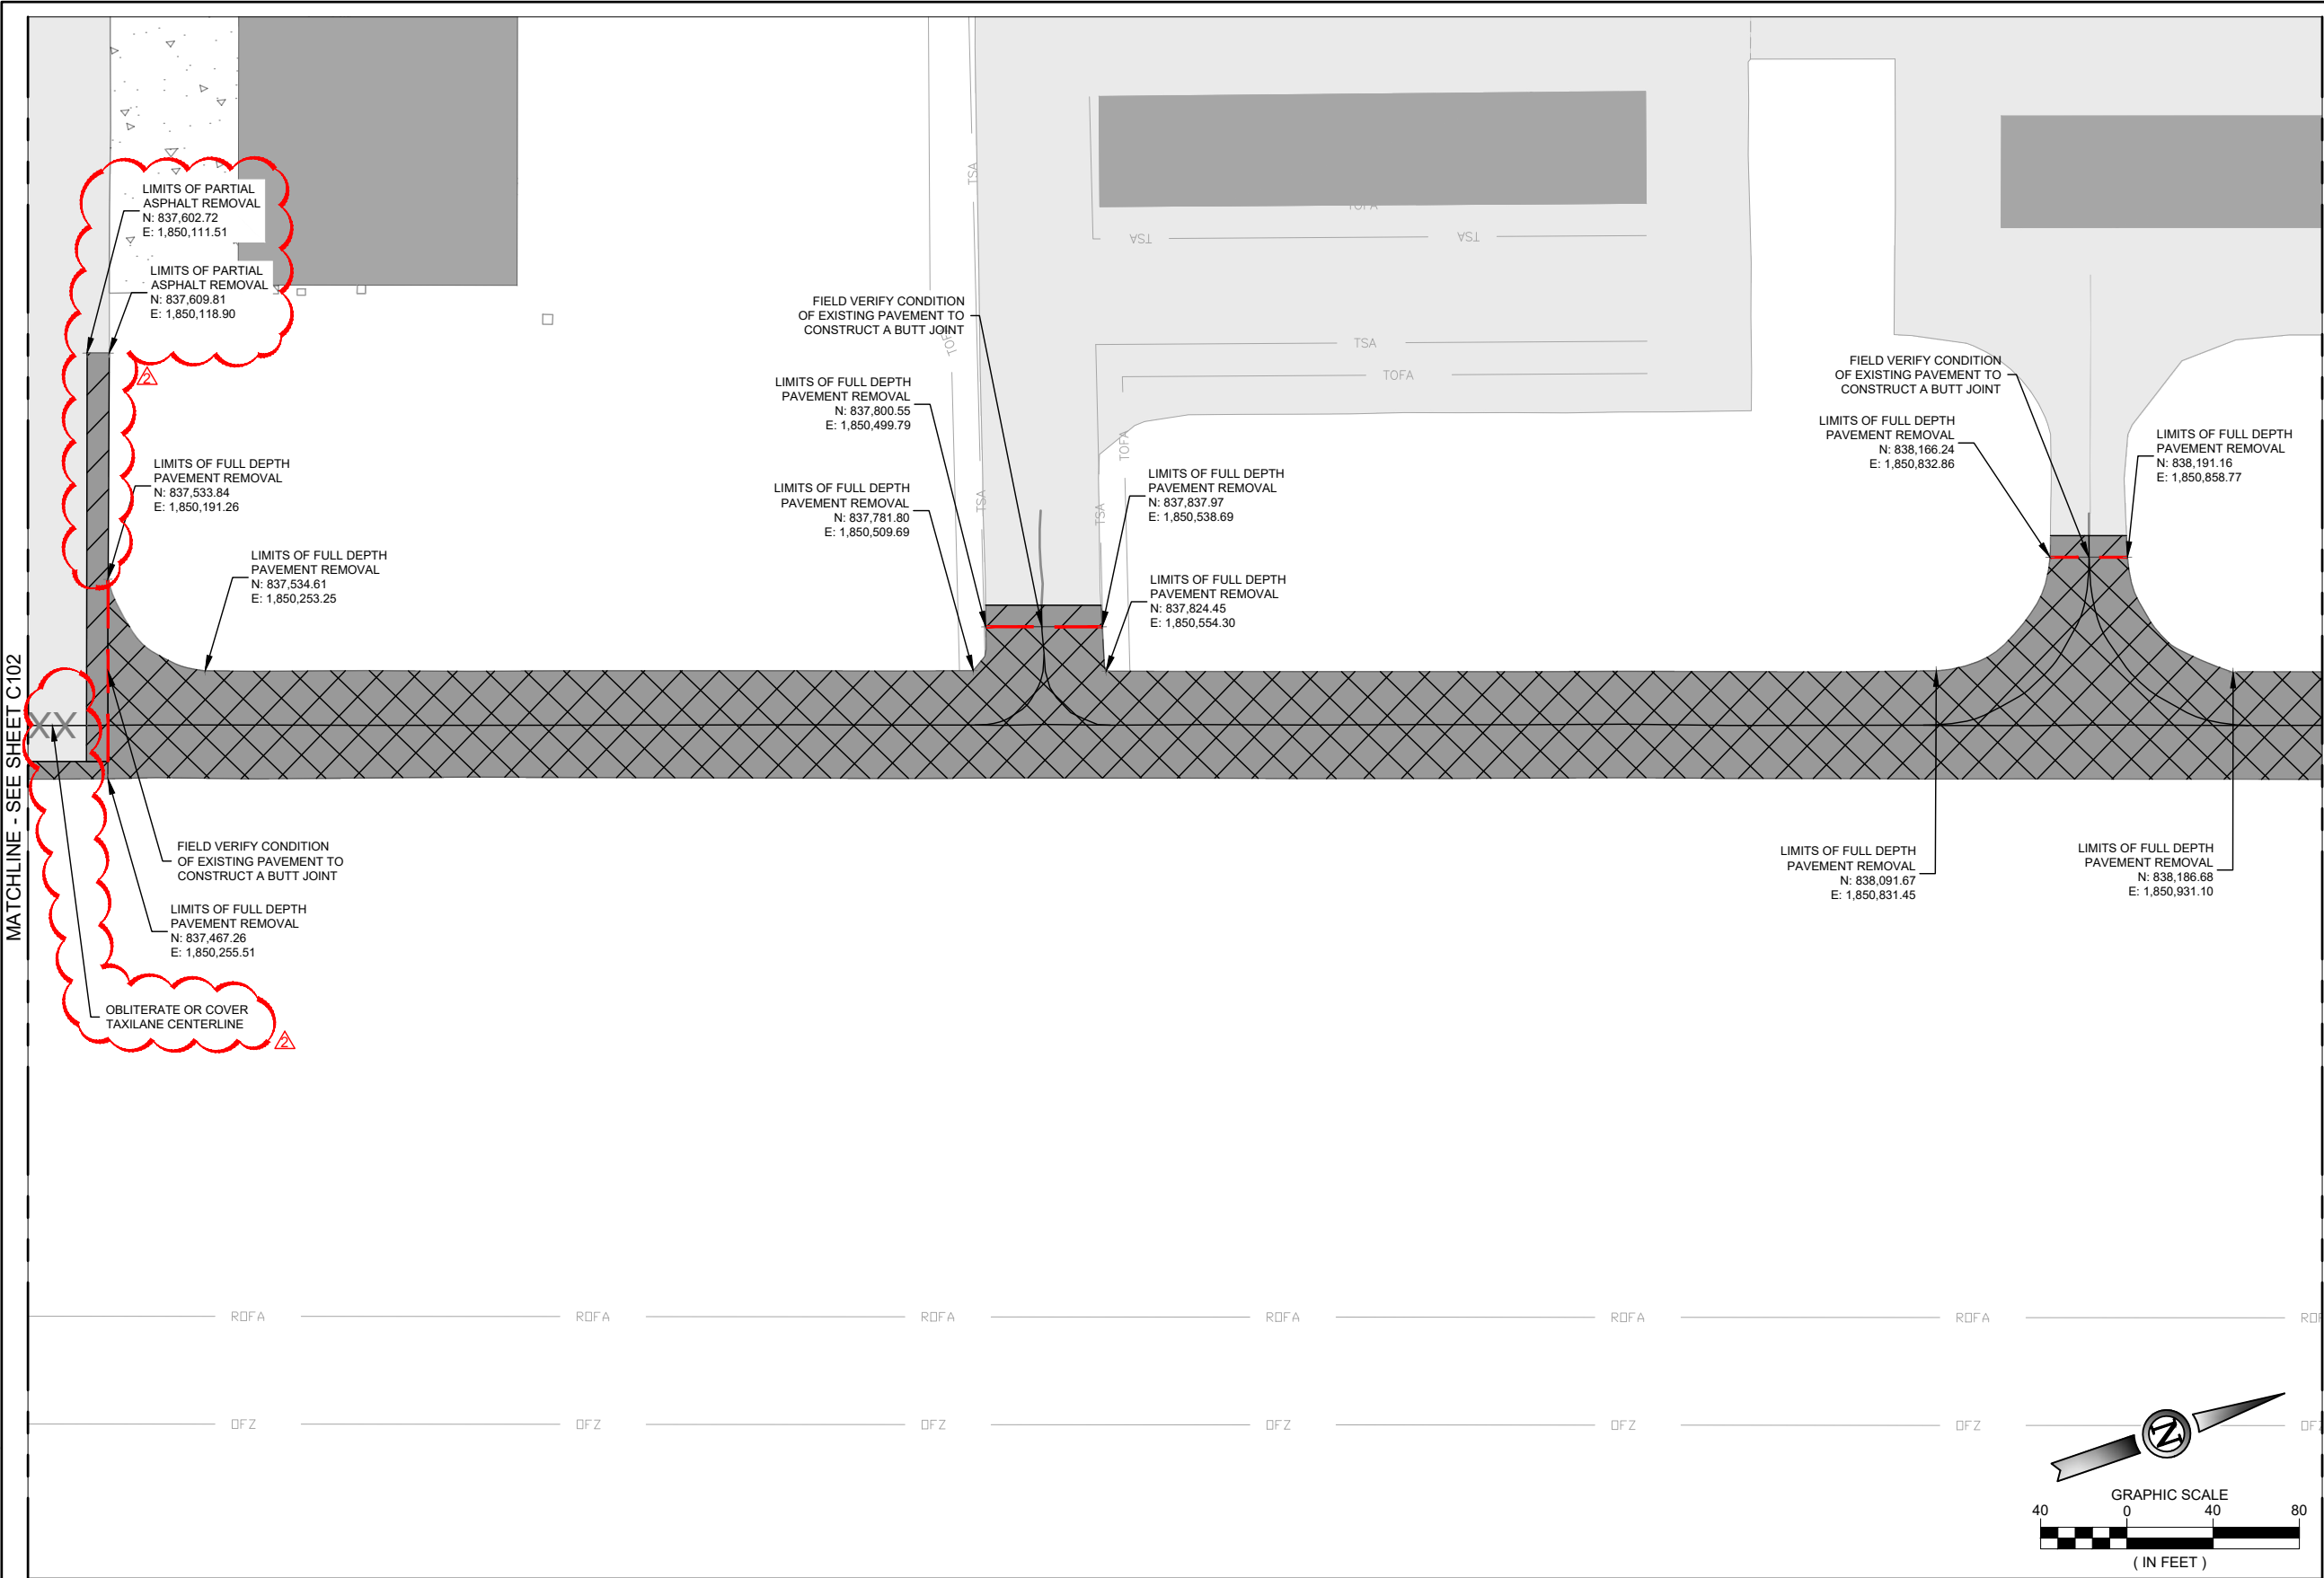 LIMITS OF PARTIAL
ASPHALT REMOVAL
N: 837,602.72
E: 1,850,111.51
LIMITS OF PARTIAL
ASPHALT REMOVAL
N: 837,609.81
E: 1,850,118.90
2
LIMITS OF FULL DEPTH
PAVEMENT REMOVAL
N: 837,533.84
E: 1,850,191.26
LIMITS OF FULL DEPTH
PAVEMENT REMOVAL
N: 837,534.61
E: 1,850,253.25
MATCHLINE - SEE SHEET C102
XX
FIELD VERIFY CONDITION
OF EXISTING PAVEMENT TO
CONSTRUCT A BUTT JOINT
LIMITS OF FULL DEPTH
PAVEMENT REMOVAL
N: 837,467.26
E: 1,850,255.51
OBLITERATE OR COVER
TAXILANE CENTERLINE
2
TSA
TOFA
TSA
TSA
FIELD VERIFY CONDITION
OF EXISTING PAVEMENT TO
CONSTRUCT A BUTT JOINT
TOFA
TSA
TOFA
LIMITS OF FULL DEPTH
PAVEMENT REMOVAL
N: 837,800.55
E: 1,850,499.79
TOFA
LIMITS OF FULL DEPTH
PAVEMENT REMOVAL
N: 837,781.80
E: 1,850,509.69
TSA
TSA
LIMITS OF FULL DEPTH
PAVEMENT REMOVAL
N: 837,837.97
E: 1,850,538.69
LIMITS OF FULL DEPTH
PAVEMENT REMOVAL
N: 837,824.45
E: 1,850,554.30
FIELD VERIFY CONDITION
OF EXISTING PAVEMENT TO
CONSTRUCT A BUTT JOINT
LIMITS OF FULL DEPTH
PAVEMENT REMOVAL
N: 838,166.24
E: 1,850,832.86
LIMITS OF FULL DEPTH
PAVEMENT REMOVAL
N: 838,191.16
E: 1,850,858.77
LIMITS OF FULL DEPTH
PAVEMENT REMOVAL
N: 838,091.67
E: 1,850,831.45
LIMITS OF FULL DEPTH
PAVEMENT REMOVAL
N: 838,186.68
E: 1,850,931.10
ROFA ROFA ROFA ROFA ROFA ROFA
OFZ OFZ OFZ OFZ OFZ OFZ
N
GRAPHIC SCALE
40 0 40 80
( IN FEET )